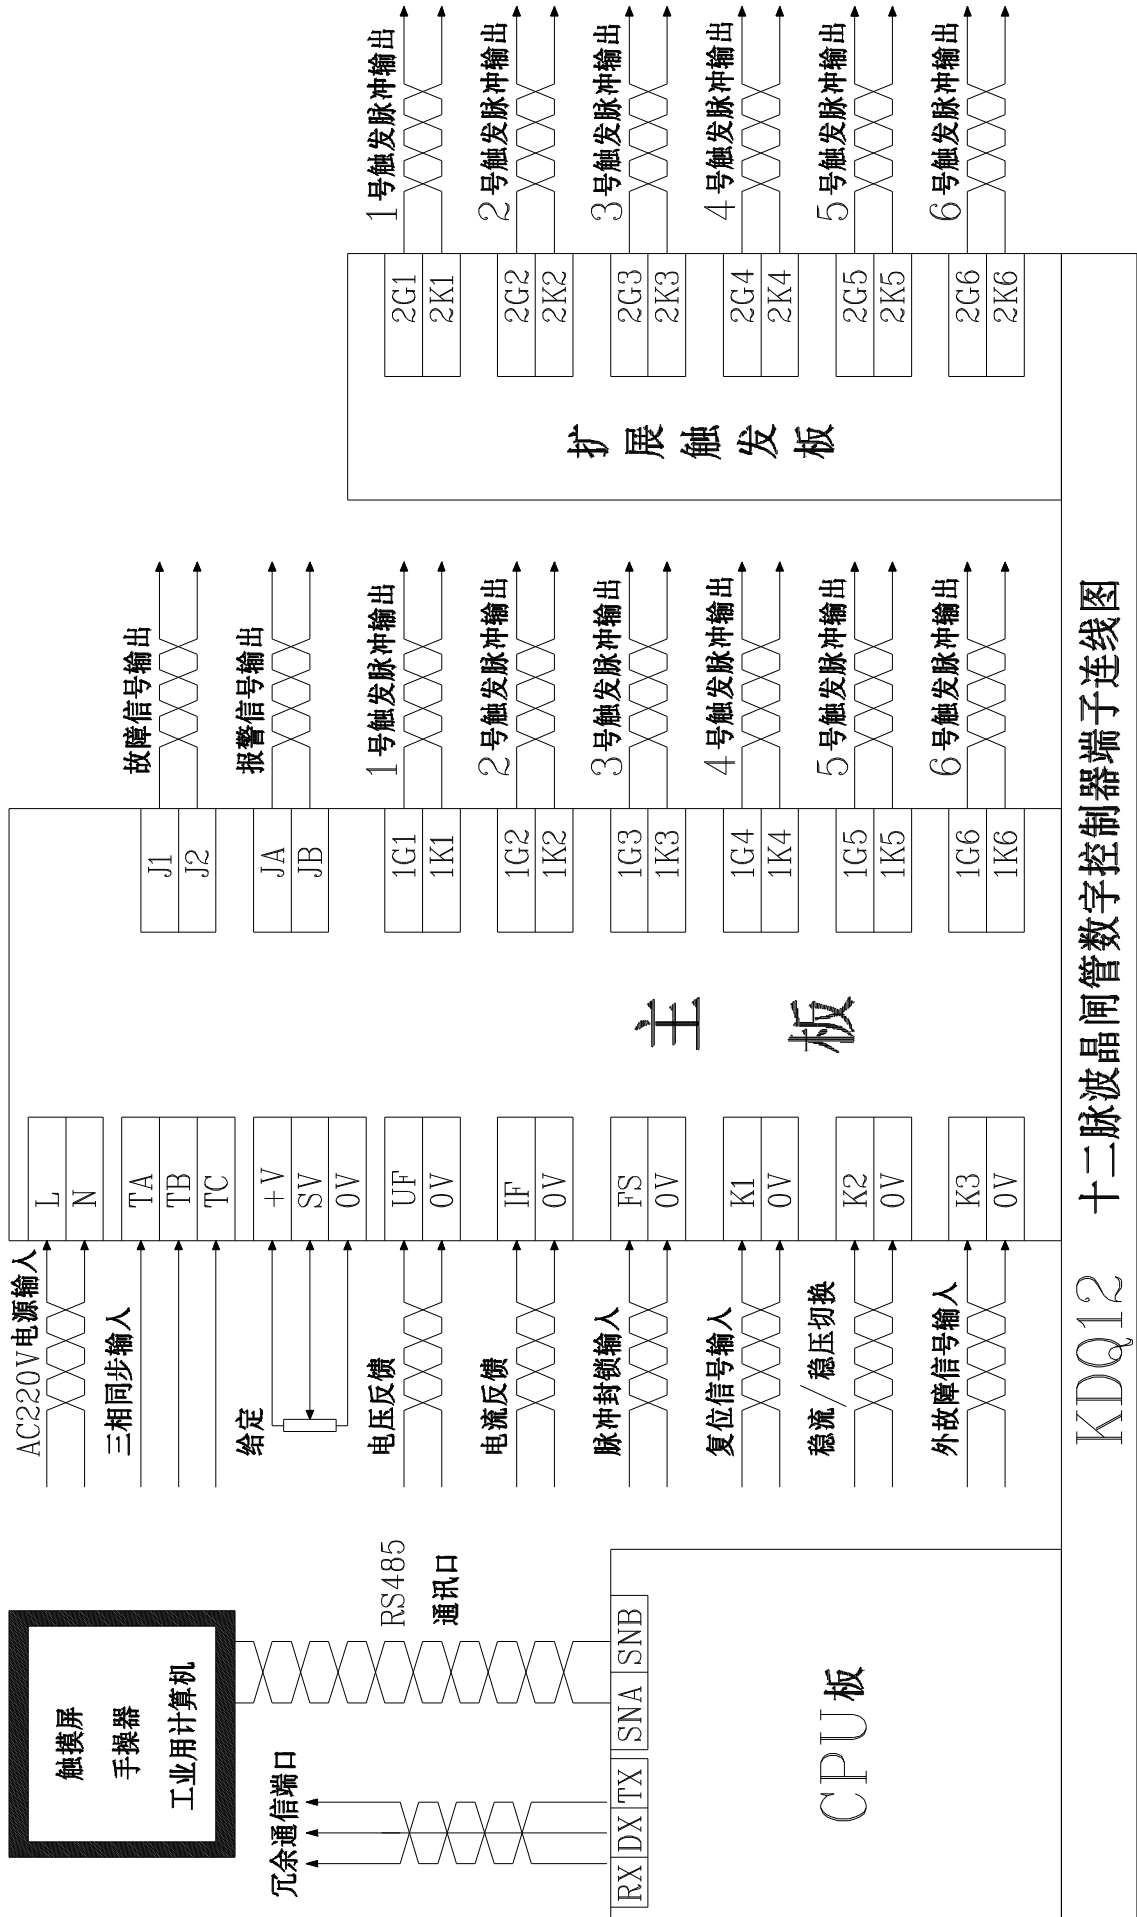 触摸屏
手操器
工业用计算机
冗余通信端口
RS485
通讯口
RX
DX
TX
SNA
SNB
CPU板
AC220V电源输入
三相同步输入
给定
电压反馈
电流反馈
脉冲封锁输入
复位信号输入
稳流/稳压切换
外故障信号输入
L
N
TA
TB
TC
+V
SV
0V
UF
0V
IF
0V
FS
0V
K1
0V
K2
0V
K3
0V
主板
J1
J2
JA
JB
1G1
1K1
1G2
1K2
1G3
1K3
1G4
1K4
1G5
1K5
1G6
1K6
故障信号输出
报警信号输出
1号触发脉冲输出
2号触发脉冲输出
3号触发脉冲输出
4号触发脉冲输出
5号触发脉冲输出
6号触发脉冲输出
扩展触发板
2G1
2K1
2G2
2K2
2G3
2K3
2G4
2K4
2G5
2K5
2G6
2K6
1号触发脉冲输出
2号触发脉冲输出
3号触发脉冲输出
4号触发脉冲输出
5号触发脉冲输出
6号触发脉冲输出
KDQ12 十二脉波晶闸管数字控制器端子连线图